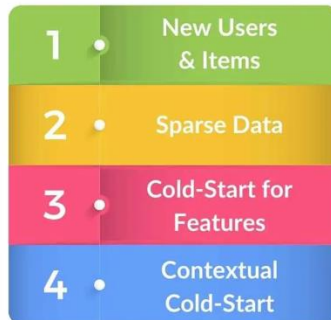 1
New Users
& Items
2
Sparse Data
3
Cold-Start for
Features
4
Contextual
Cold-Start